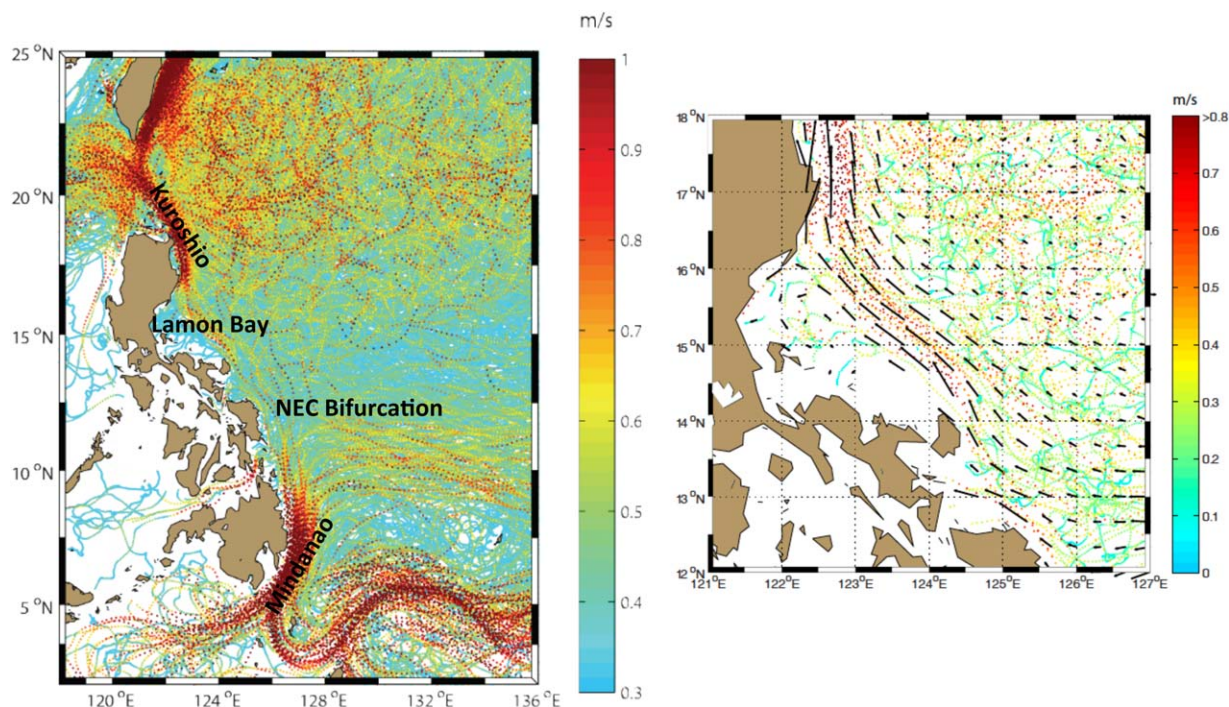 m/s
25 °N
20 °N
15 °N
10 °N
5 °N
120 °E
124 °E
128 °E
132 °E
136 °E
Kuroshio
Lamon Bay
NEC Bifurcation
Mindanao
1
0.9
0.8
0.7
0.6
0.5
0.4
0.3
m/s
18°N
17°N
16°N
15°N
14°N
13°N
12°N
121°E
122°E
123°E
124°E
125°E
126°E
127°E
>0.8
0.7
0.6
0.5
0.4
0.3
0.2
0.1
0